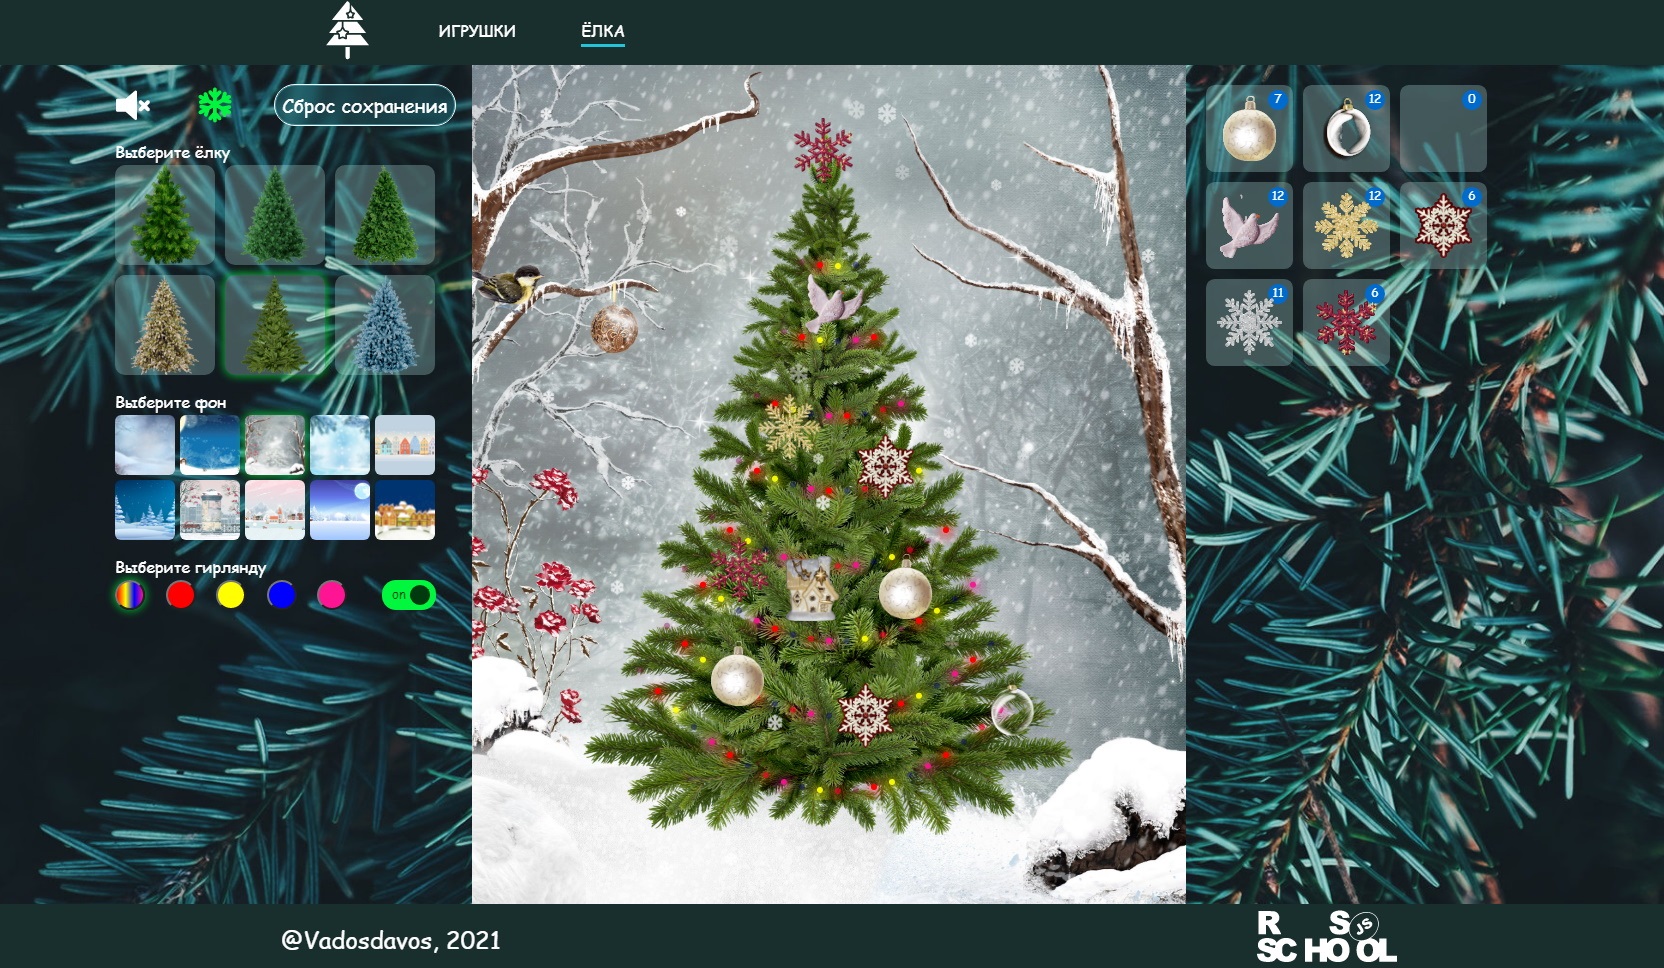 ИГРУШКИ
ЁЛКА
Сброс сохранения
Выберите ёлку
Выберите фон
Выберите гирлянду
on
7
12
0
12
12
6
11
6
@Vadosdavos, 2021
R S JS
SCHOOL